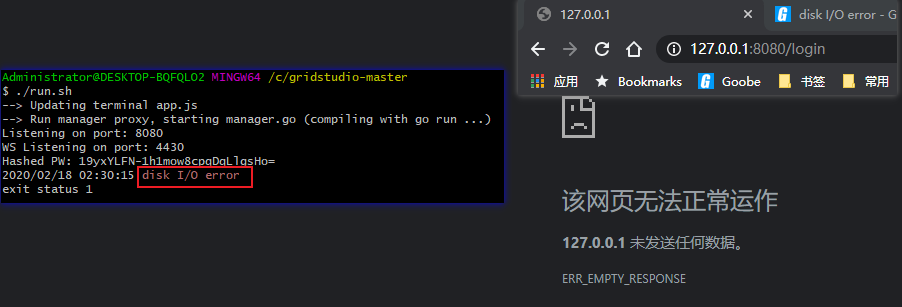 Administrator@DESKTOP-BQFQLO2 MINGW64 /c/gridstudio-master
$ ./run.sh
--> Updating terminal app.js
--> Run manager proxy, starting manager.go (compiling with go run ...)
Listening on port: 8080
WS Listening on port: 4430
Hashed PW: 19yxYLFN-1h1mow8cpqDqLlgsHo=
2020/02/18 02:30:15 disk I/O error
exit status 1
127.0.0.1
disk I/O error - G
127.0.0.1:8080/login
应用 Bookmarks Goobe 书签 常用
该网页无法正常运作
127.0.0.1 未发送任何数据。
ERR_EMPTY_RESPONSE